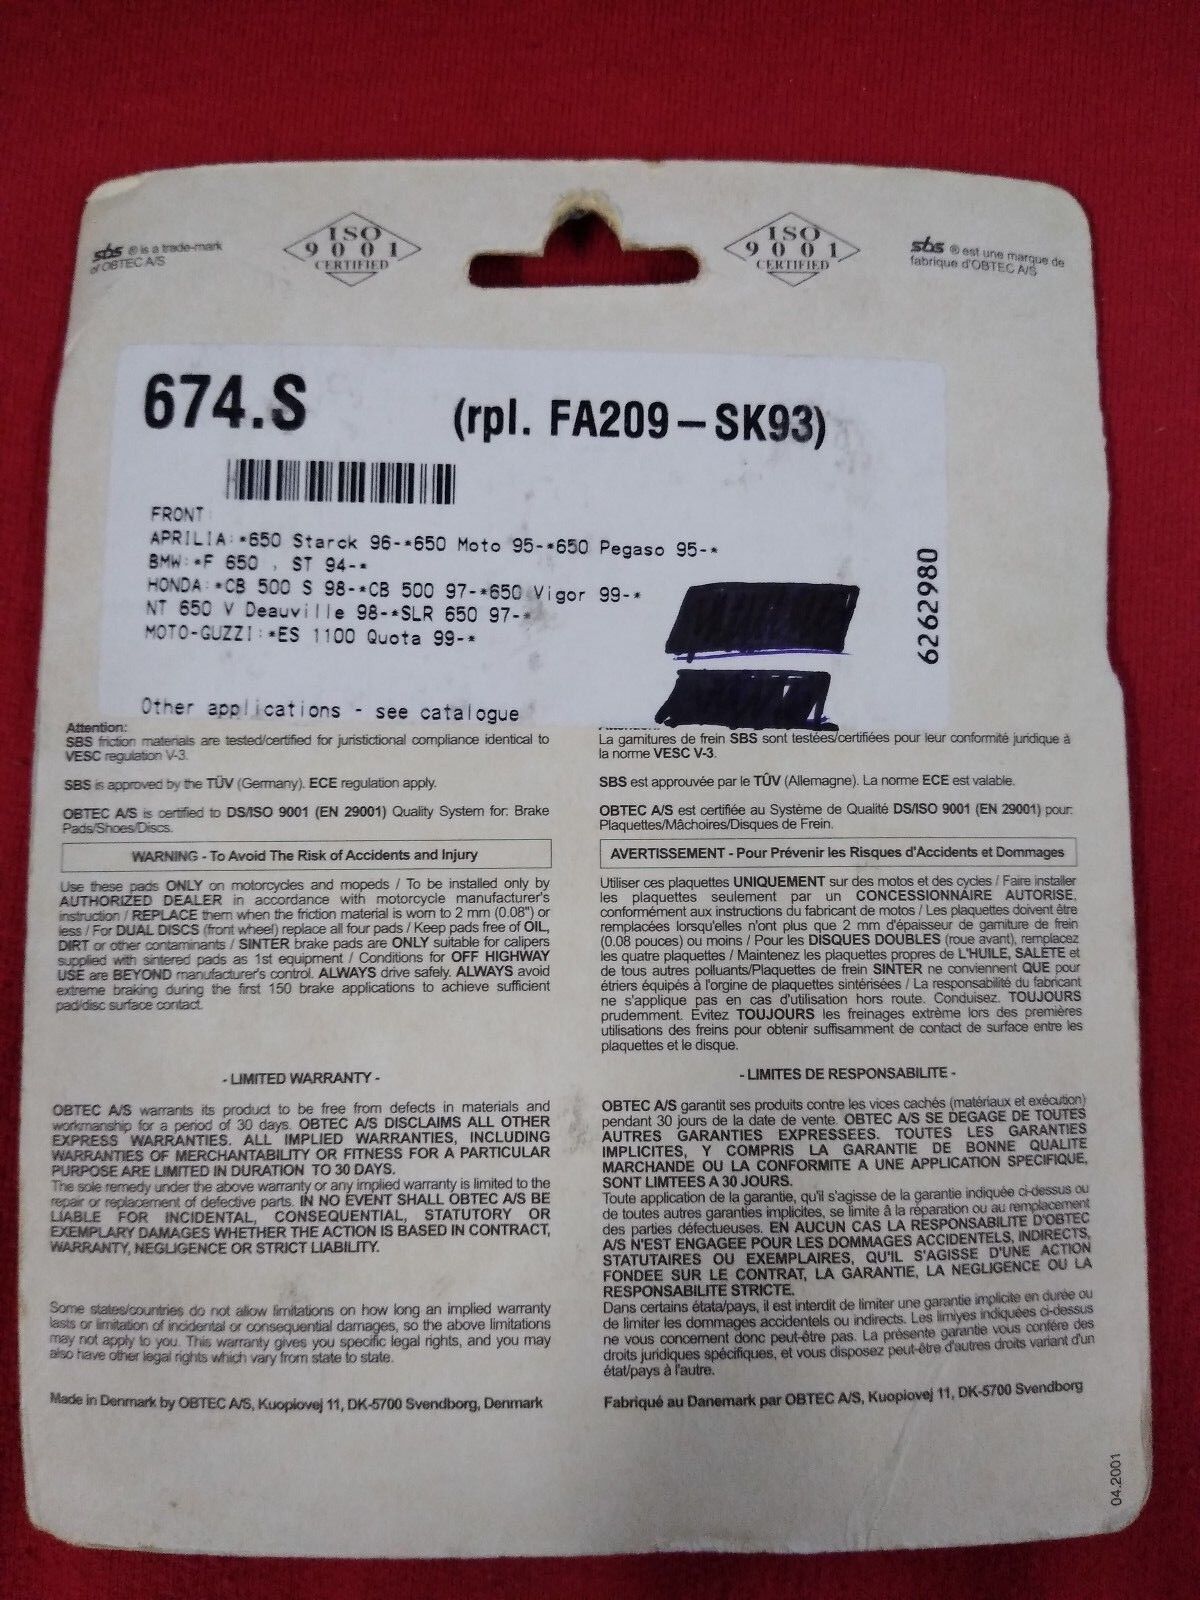 sbs ® is a trade-mark
of OBTEC A/S
ISO
9001
CERTIFIED
ISO
9001
CERTIFIED
sbs ® est une marque de
fabrique d'OBTEC A/S
674.S (rpl. FA209-SK93)
FRONT
APRILIA:*650 Starck 96-*650 Moto 95-*650 Pegaso 95-*
BMW:*F 650 , ST 94-*
HONDA:*CB 500 S 98-*CB 500 97-*650 Vigor 99-*
NT 650 V Deauville 98-*SLR 650 97-*
MOTO-GUZZI:*ES 1100 Quota 99-*
6262980
Other applications - see catalogue
Attention:
SBS friction materials are tested/certified for juristictional compliance identical to
VESC regulation V-3.
SBS is approved by the TÜV (Germany). ECE regulation apply.
OBTEC A/S is certified to DS/ISO 9001 (EN 29001) Quality System for: Brake
Pads/Shoes/Discs.
WARNING - To Avoid The Risk of Accidents and Injury
Use these pads ONLY on motorcycles and mopeds / To be installed only by
AUTHORIZED DEALER in accordance with motorcycle manufacturer's
instruction / REPLACE them when the friction material is worn to 2 mm (0.08") or
less / For DUAL DISCS (front wheel) replace all four pads / Keep pads free of OIL,
DIRT or other contaminants / SINTER brake pads are ONLY suitable for calipers
supplied with sintered pads as 1st equipment / Conditions for OFF HIGHWAY
USE are BEYOND manufacturer's control. ALWAYS drive safely. ALWAYS avoid
extreme braking during the first 150 brake applications to achieve sufficient
pad/disc surface contact.
- LIMITED WARRANTY -
OBTEC A/S warrants its product to be free from defects in materials and
workmanship for a period of 30 days. OBTEC A/S DISCLAIMS ALL OTHER
EXPRESS WARRANTIES. ALL IMPLIED WARRANTIES, INCLUDING
WARRANTIES OF MERCHANTABILITY OR FITNESS FOR A PARTICULAR
PURPOSE ARE LIMITED IN DURATION TO 30 DAYS.
The sole remedy under the above warranty or any implied warranty is limited to the
repair or replacement of defective parts. IN NO EVENT SHALL OBTEC A/S BE
LIABLE FOR INCIDENTAL, CONSEQUENTIAL, STATUTORY OR
EXEMPLARY DAMAGES WHETHER THE ACTION IS BASED IN CONTRACT,
WARRANTY, NEGLIGENCE OR STRICT LIABILITY.
Some states/countries do not allow limitations on how long an implied warranty
lasts or limitation of incidental or consequential damages, so the above limitations
may not apply to you. This warranty gives you specific legal rights, and you may
also have other legal rights which vary from state to state.
Made in Denmark by OBTEC A/S, Kuopiovej 11, DK-5700 Svendborg, Denmark
La garnitures de frein SBS sont testées/certifiées pour leur conformité juridique à
la norme VESC V-3.
SBS est approuvée par le TÛV (Allemagne). La norme ECE est valable.
OBTEC A/S est certifiée au Système de Qualité DS/ISO 9001 (EN 29001) pour:
Plaquettes/Mâchoires/Disques de Frein.
AVERTISSEMENT - Pour Prévenir les Risques d'Accidents et Dommages
Utiliser ces plaquettes UNIQUEMENT sur des motos et des cycles / Faire installer
les plaquettes seulement par un CONCESSIONNAIRE AUTORISE,
conformément aux instructions du fabricant de motos / Les plaquettes doivent être
remplacées lorsqu'elles n'ont plus que 2 mm d'épaisseur de garniture de frein
(0.08 pouces) ou moins / Pour les DISQUES DOUBLES (roue avant), remplacez
les quatre plaquettes / Maintenez les plaquettes propres de L'HUILE, SALETE et
de tous autres polluants/Plaquettes de frein SINTER ne conviennent QUE pour
étriers équipés à l'orgine de plaquettes sintérisées / La responsabilité du fabricant
ne s'applique pas en cas d'utilisation hors route. Conduisez. TOUJOURS
prudemment. Evitez TOUJOURS les freinages extrême lors des premières
utilisations des freins pour obtenir suffisamment de contact de surface entre les
plaquettes et le disque.
- LIMITES DE RESPONSABILITE -
OBTEC A/S garantit ses produits contre les vices cachés (matériaux et exécution)
pendant 30 jours de la date de vente. OBTEC A/S SE DEGAGE DE TOUTES
AUTRES GARANTIES EXPRESSEES. TOUTES LES GARANTIES
IMPLICITES, Y COMPRIS LA GARANTIE DE BONNE QUALITE
MARCHANDE OU LA CONFORMITE A UNE APPLICATION SPECIFIQUE,
SONT LIMTEES A 30 JOURS.
Toute application de la garantie, qu'il s'agisse de la garantie indiquée ci-dessus ou
de toutes autres garanties implicites, se limite â la réparation ou au remplacement
des parties défectueuses. EN AUCUN CAS LA RESPONSABILITE D'OBTEC
A/S N'EST ENGAGEE POUR LES DOMMAGES ACCIDENTELS, INDIRECTS,
STATUTAIRES OU EXEMPLAIRES, QU'IL S'AGISSE D'UNE ACTION
FONDEE SUR LE CONTRAT, LA GARANTIE, LA NEGLIGENCE OU LA
RESPONSABILITE STRICTE.
Dans certains états/pays, il est interdit de limiter une garantie implicite en durée ou
de limiter les dommages accidentels ou indirects. Les limiyes indiquées ci-dessus
ne vous concement donc peut-être pas. La présente garantie vous confére des
droits juridiques spécifiques, et vous disposez peut-être d'autres droits variant d'un
état/pays à l'autre.
Fabriqué au Danemark par OBTEC A/S, Kuopiovej 11, DK-5700 Svendborg
04.2001